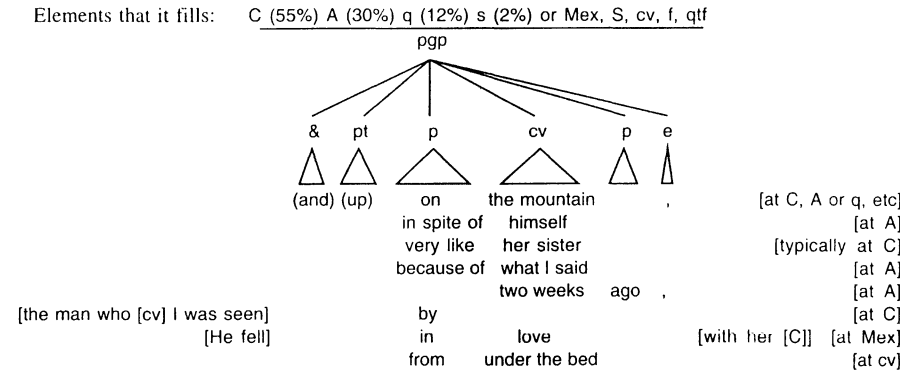 Elements that it fills: C (55%) A (30%) q (12%) s (2%) or Mex, S, cv, f, qtf
pgp
& pt p cv p e
(and) (up) on the mountain , [at C, A or q, etc]
in spite of himself [at A]
very like her sister [typically at C]
because of what I said [at A]
two weeks ago , [at A]
[the man who [cv] I was seen] by [at C]
[He fell] in love [with her [C]] [at Mex]
from under the bed [at cv]